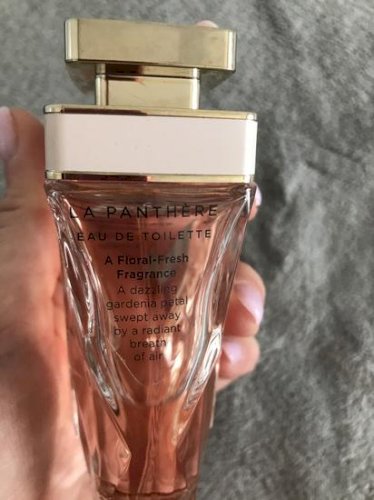 LA PANTHÈRE
EAU DE TOILETTE
A Floral-Fresh
Fragrance
A dazzling
gardenia petal
swept away
by a radiant
breath
of air